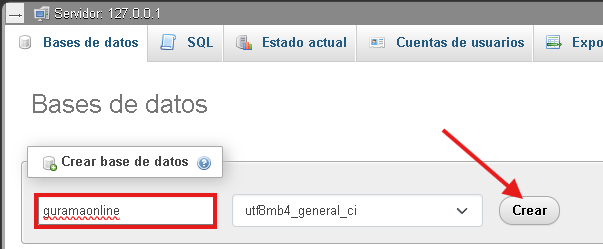 Servidor: 127.0.0.1
Bases de datos SQL Estado actual Cuentas de usuarios Expo
Bases de datos
Crear base de datos
guramaonline utf8mb4_general_ci Crear